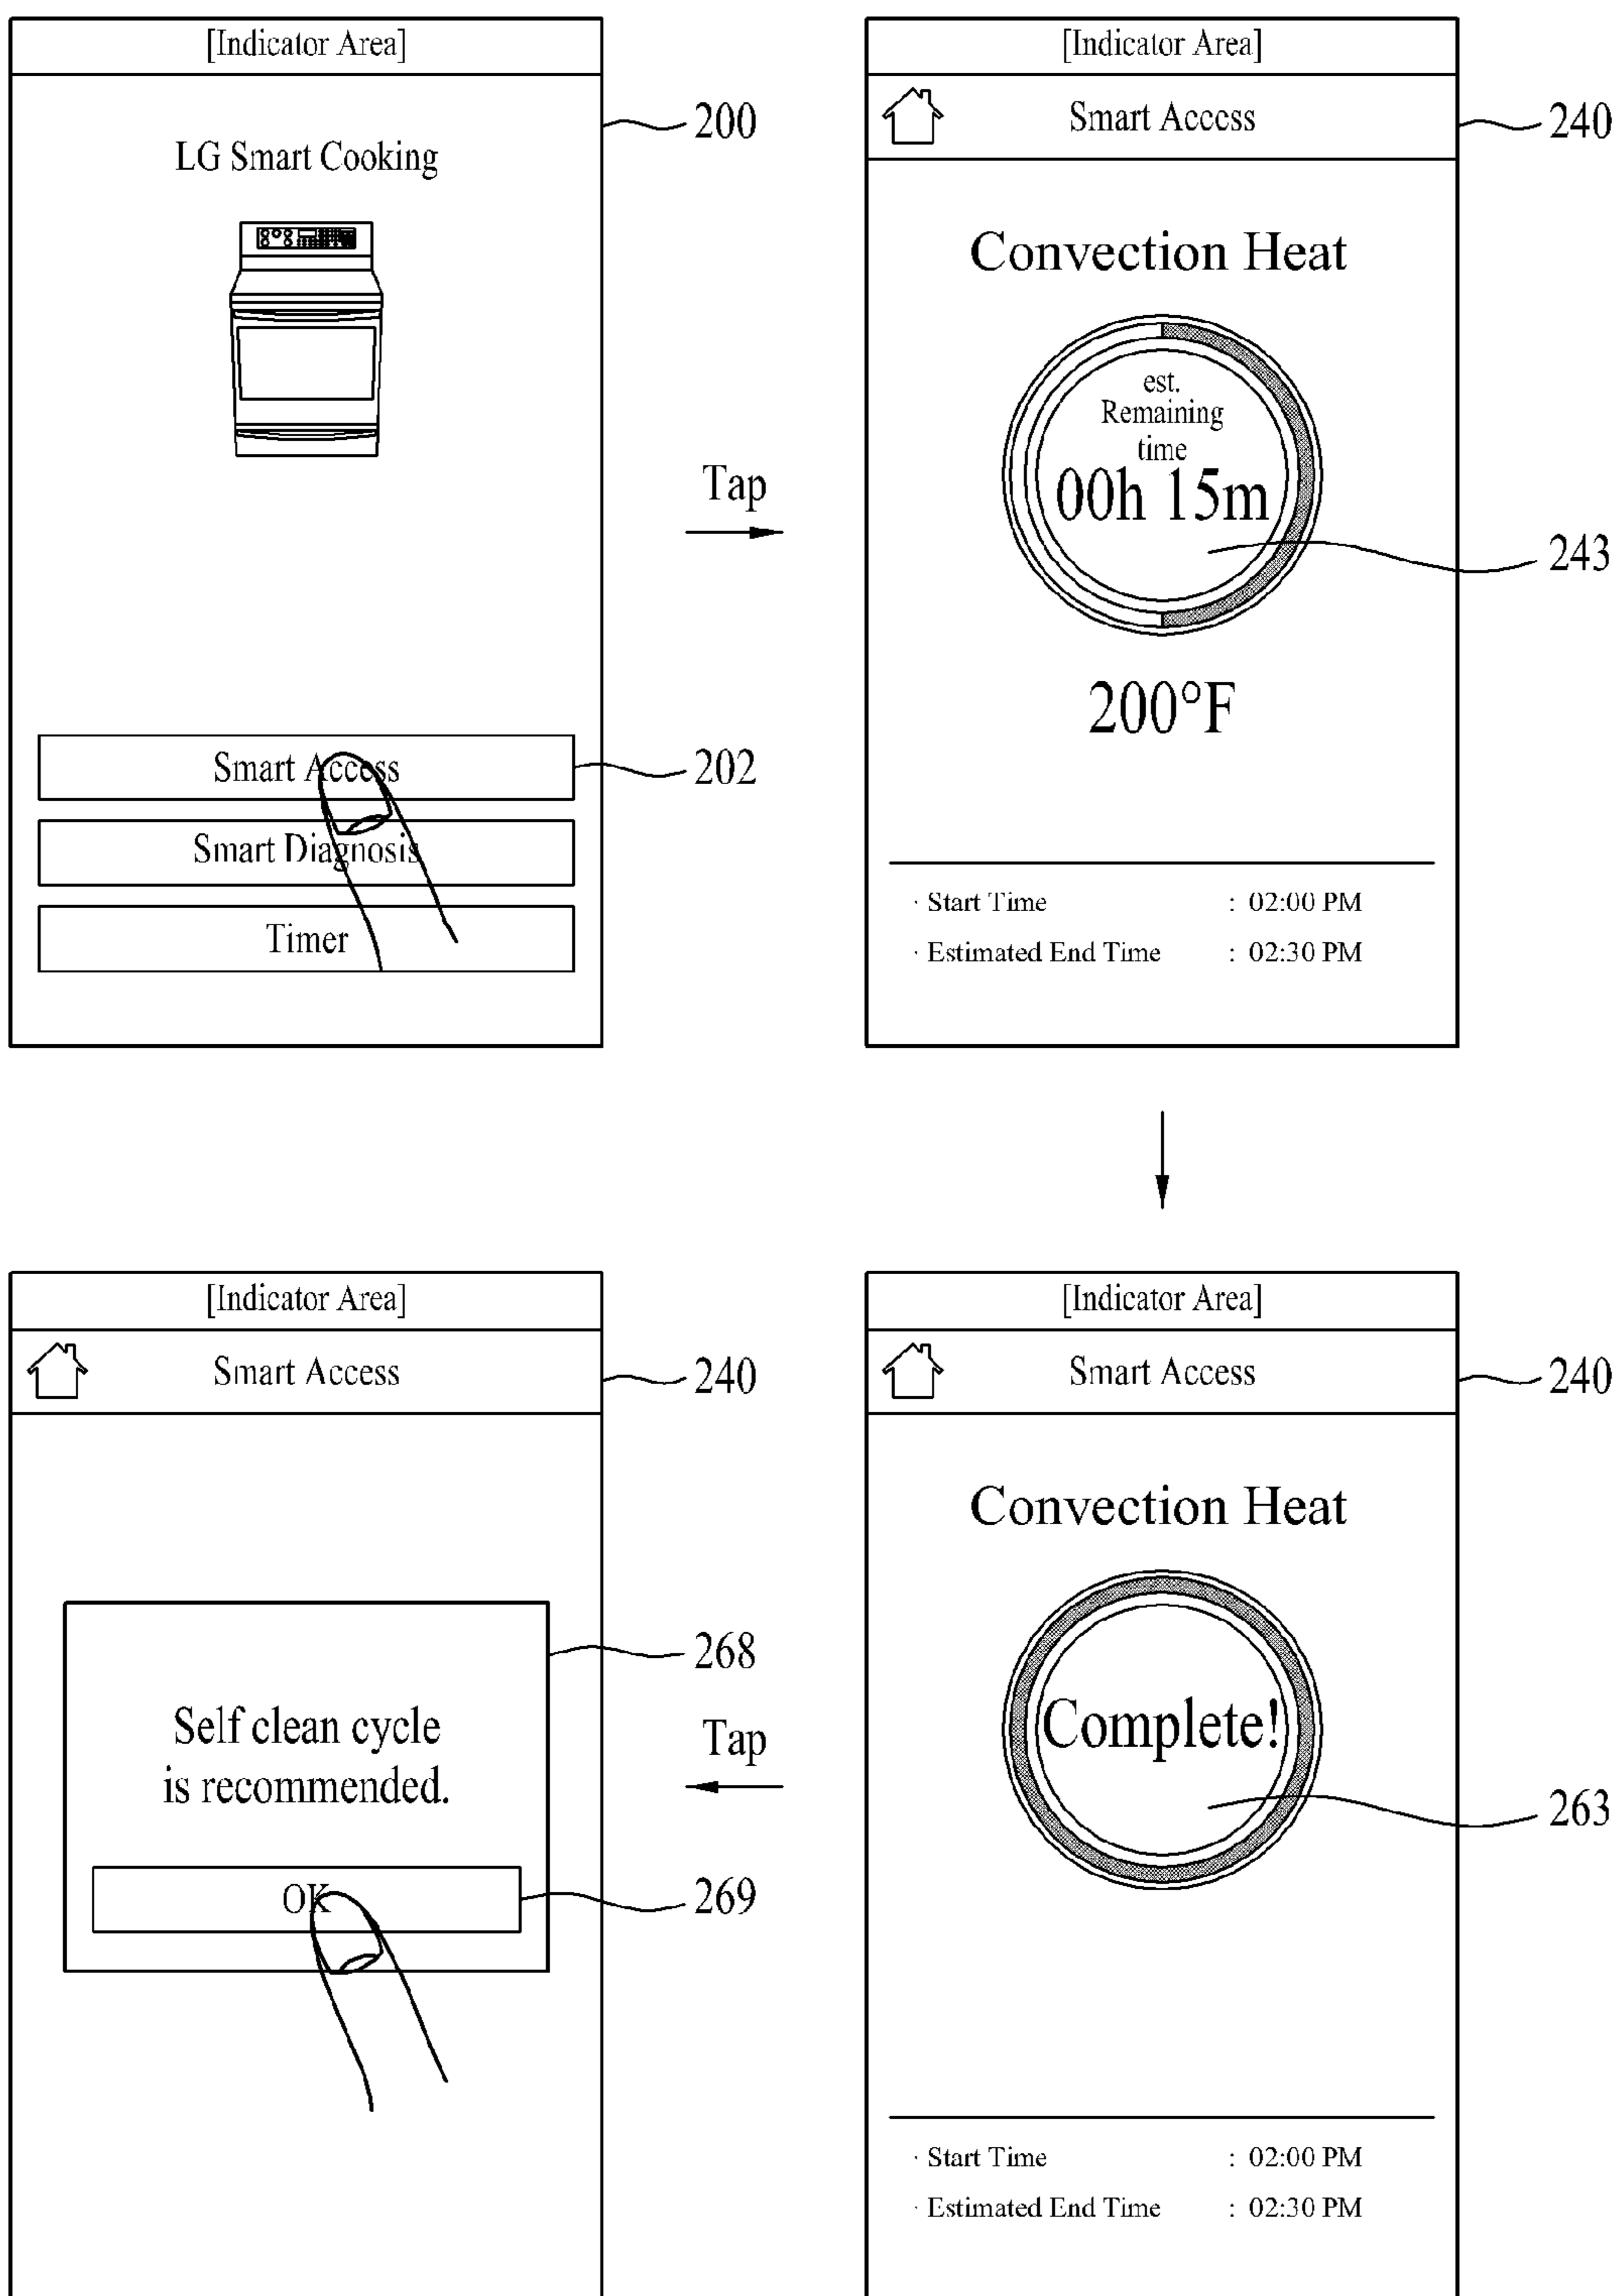 [Indicator Area]
200
LG Smart Cooking
Smart Access
202
Smart Diagnosis
Timer
Tap
[Indicator Area]
Smart Access
240
Convection Heat
est.
Remaining
time
00h 15m
243
200°F
· Start Time : 02:00 PM
· Estimated End Time : 02:30 PM
[Indicator Area]
Smart Access
240
Convection Heat
Complete!
263
· Start Time : 02:00 PM
· Estimated End Time : 02:30 PM
Tap
[Indicator Area]
Smart Access
240
268
Self clean cycle
is recommended.
OK
269